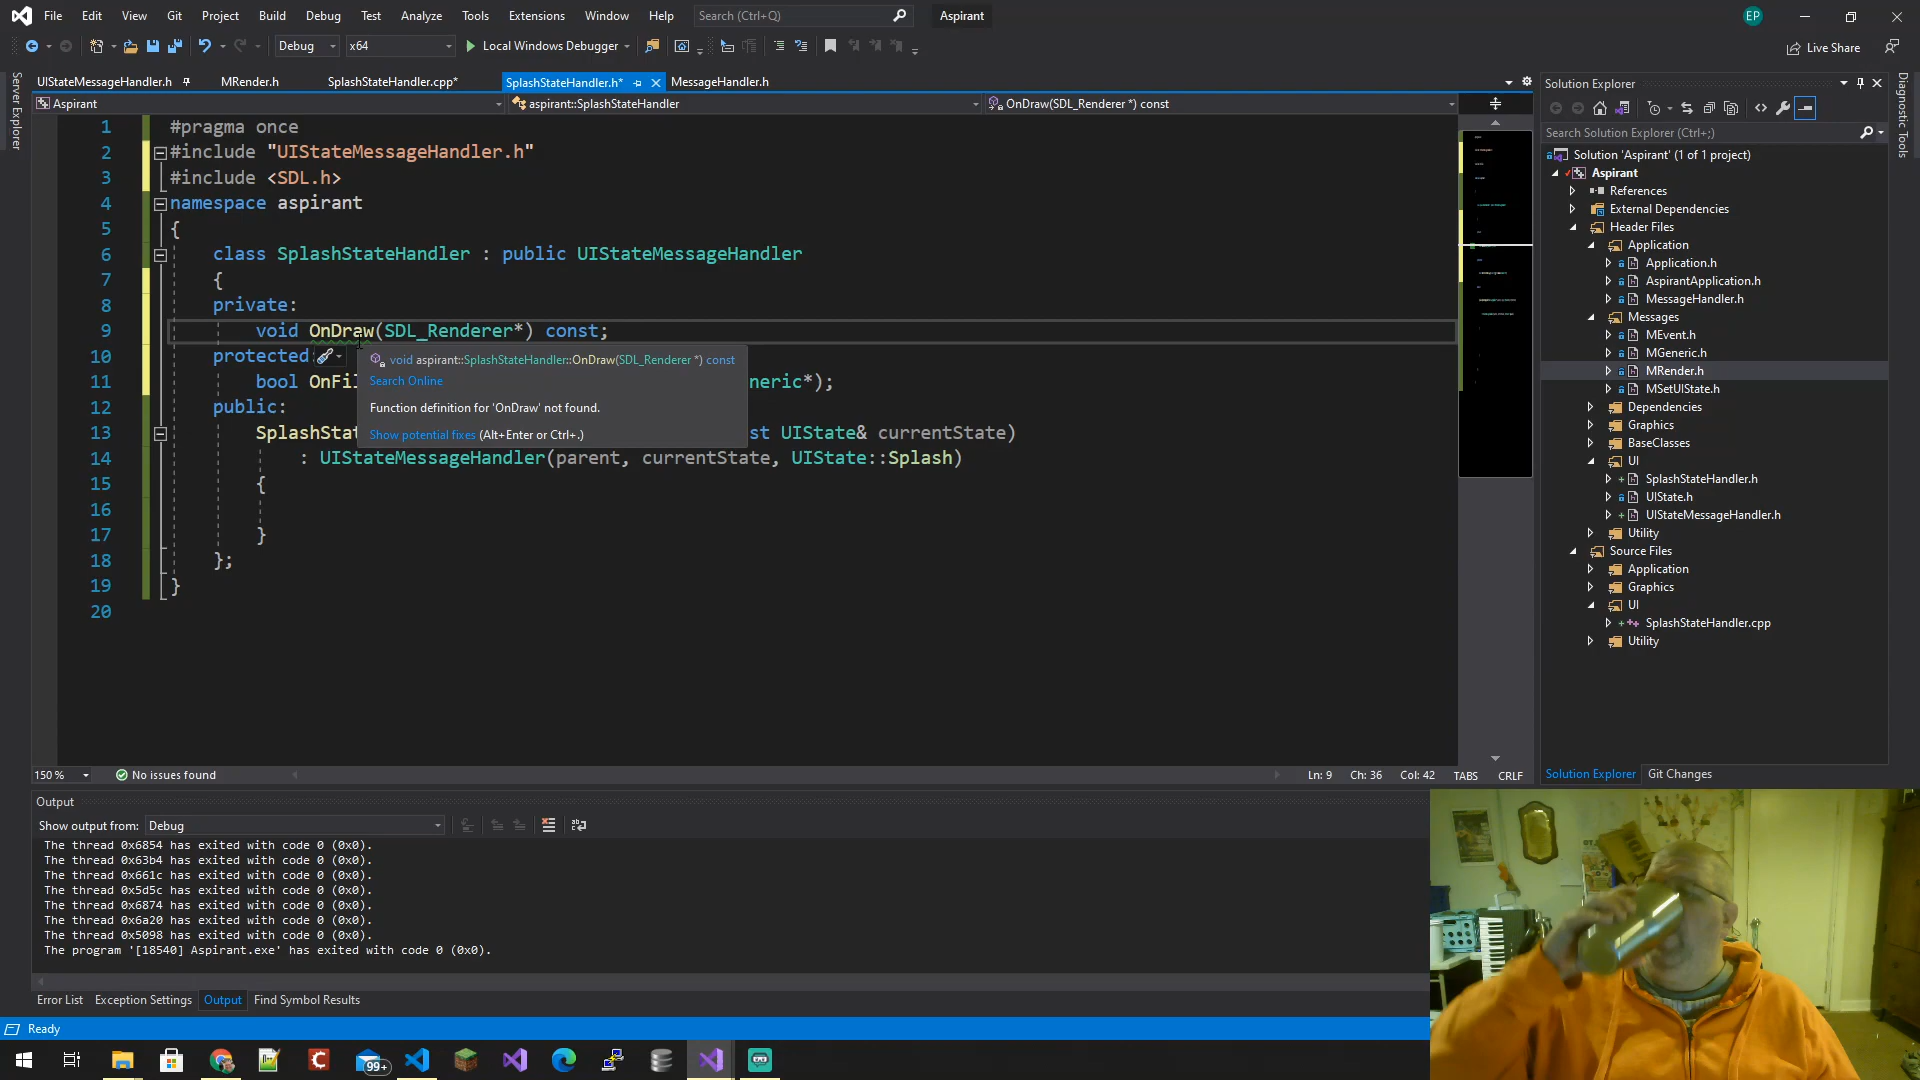 File Edit View Git Project Build Debug Test Analyze Tools Extensions Window Help Search (Ctrl+Q) Aspirant EP
Debug x64 Local Windows Debugger Live Share
UIStateMessageHandler.h MRender.h SplashStateHandler.cpp* SplashStateHandler.h* MessageHandler.h
Aspirant aspirant::SplashStateHandler OnDraw(SDL_Renderer *) const
Server Explorer
1 #pragma once
2 #include "UIStateMessageHandler.h"
3 #include <SDL.h>
4 namespace aspirant
5 {
6 class SplashStateHandler : public UIStateMessageHandler
7 {
8 private:
9 void OnDraw(SDL_Renderer*) const;
10 protected:
11 bool OnFil neric*);
12 public:
13 SplashStat st UIState& currentState)
14 : UIStateMessageHandler(parent, currentState, UIState::Splash)
15 {
16
17 }
18 };
19 }
20
void aspirant::SplashStateHandler::OnDraw(SDL_Renderer *) const
Search Online
Function definition for 'OnDraw' not found.
Show potential fixes (Alt+Enter or Ctrl+.)
150 % No issues found Ln: 9 Ch: 36 Col: 42 TABS CRLF
Output
Show output from: Debug
The thread 0x6854 has exited with code 0 (0x0).
The thread 0x63b4 has exited with code 0 (0x0).
The thread 0x661c has exited with code 0 (0x0).
The thread 0x5d5c has exited with code 0 (0x0).
The thread 0x6874 has exited with code 0 (0x0).
The thread 0x6a20 has exited with code 0 (0x0).
The thread 0x5098 has exited with code 0 (0x0).
The program '[18540] Aspirant.exe' has exited with code 0 (0x0).
Error List Exception Settings Output Find Symbol Results
Ready
99+
Solution Explorer
Search Solution Explorer (Ctrl+;)
Solution 'Aspirant' (1 of 1 project)
Aspirant
References
External Dependencies
Header Files
Application
Application.h
AspirantApplication.h
MessageHandler.h
Messages
MEvent.h
MGeneric.h
MRender.h
MSetUIState.h
Dependencies
Graphics
BaseClasses
UI
SplashStateHandler.h
UIState.h
UIStateMessageHandler.h
Utility
Source Files
Application
Graphics
UI
SplashStateHandler.cpp
Utility
Solution Explorer Git Changes
Diagnostic Tools